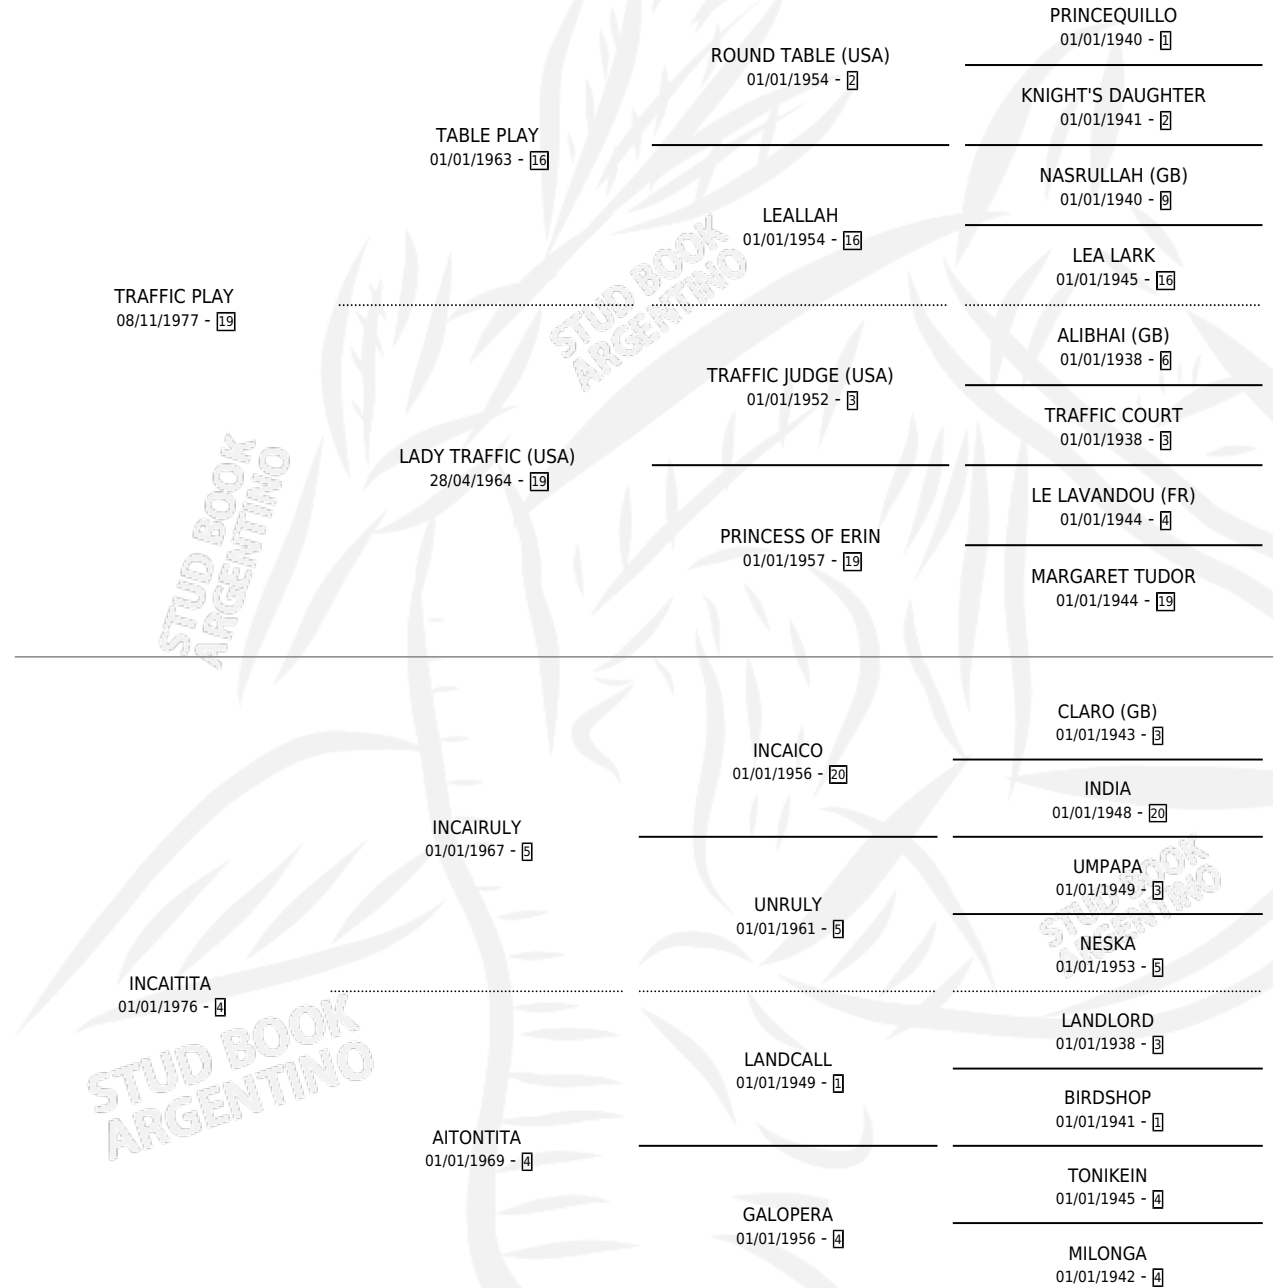 PRINCEQUILLO
01/01/1940 - 1
ROUND TABLE (USA)
01/01/1954 - 2
KNIGHT'S DAUGHTER
01/01/1941 - 2
TABLE PLAY
01/01/1963 - 16
NASRULLAH (GB)
01/01/1940 - 9
LEALLAH
01/01/1954 - 16
LEA LARK
01/01/1945 - 16
TRAFFIC PLAY
08/11/1977 - 19
ALIBHAI (GB)
01/01/1938 - 6
TRAFFIC JUDGE (USA)
01/01/1952 - 3
TRAFFIC COURT
01/01/1938 - 3
LADY TRAFFIC (USA)
28/04/1964 - 19
LE LAVANDOU (FR)
01/01/1944 - 4
PRINCESS OF ERIN
01/01/1957 - 19
MARGARET TUDOR
01/01/1944 - 19
CLARO (GB)
01/01/1943 - 3
INCAICO
01/01/1956 - 20
INDIA
01/01/1948 - 20
INCAIRULY
01/01/1967 - 5
UMPAPA
01/01/1949 - 3
UNRULY
01/01/1961 - 5
NESKA
01/01/1953 - 5
INCAITITA
01/01/1976 - 4
LANDLORD
01/01/1938 - 3
LANDCALL
01/01/1949 - 1
BIRDSHOP
01/01/1941 - 1
AITONTITA
01/01/1969 - 4
TONIKEIN
01/01/1945 - 4
GALOPERA
01/01/1956 - 4
MILONGA
01/01/1942 - 4
STUD BOOK
ARGENTINO
STUD BOOK
ARGENTINO
STUD BOOK
ARGENTINO
STUD BOOK
ARGENTINO